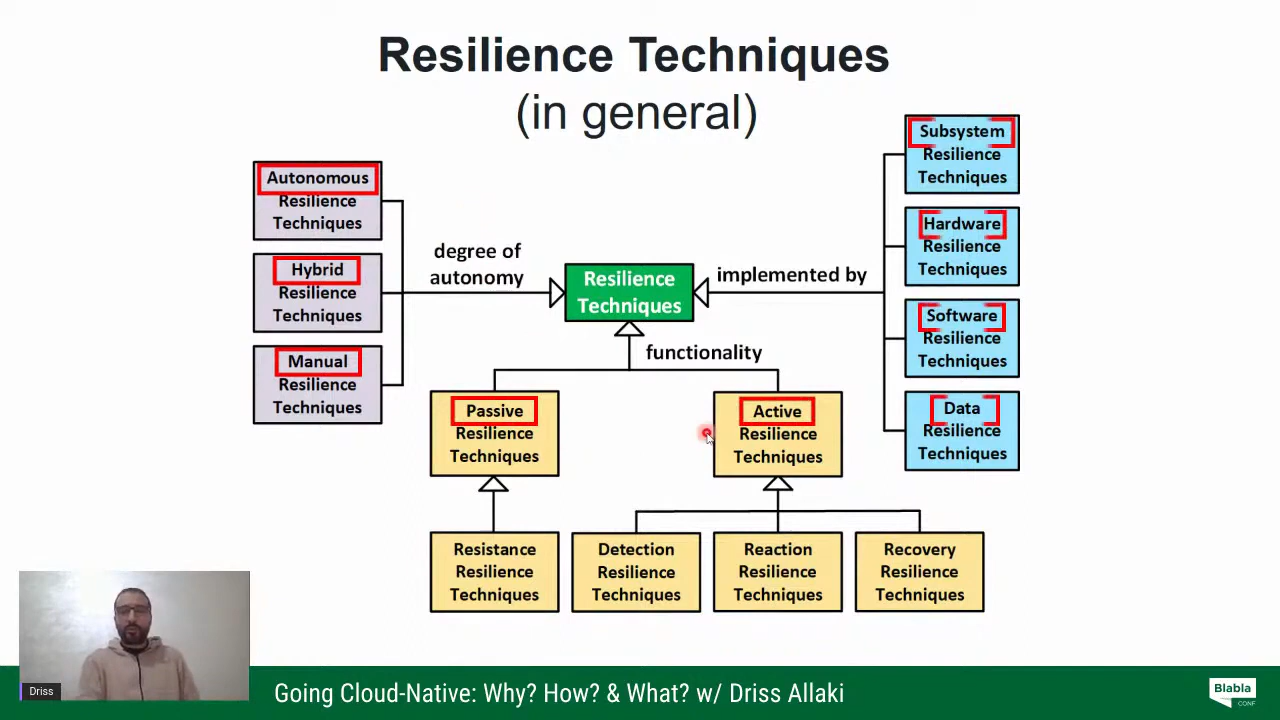 Resilience Techniques
(in general)
Autonomous
Resilience
Techniques
Hybrid
Resilience
Techniques
Manual
Resilience
Techniques
degree of
autonomy
Resilience
Techniques
implemented by
functionality
Subsystem
Resilience
Techniques
Hardware
Resilience
Techniques
Software
Resilience
Techniques
Data
Resilience
Techniques
Passive
Resilience
Techniques
Active
Resilience
Techniques
Resistance
Resilience
Techniques
Detection
Resilience
Techniques
Reaction
Resilience
Techniques
Recovery
Resilience
Techniques
Driss
Going Cloud-Native: Why? How? & What? w/ Driss Allaki
Blabla
CONF